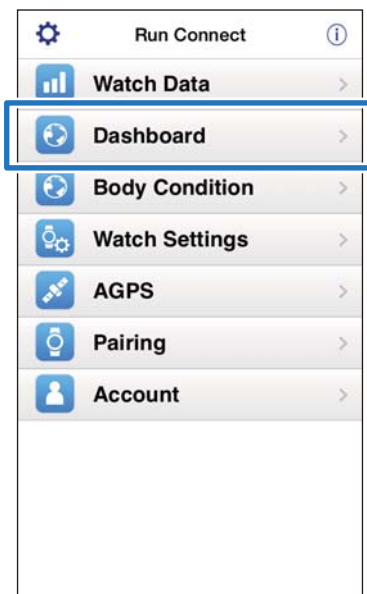 Run Connect
Watch Data
Dashboard
Body Condition
Watch Settings
AGPS
Pairing
Account